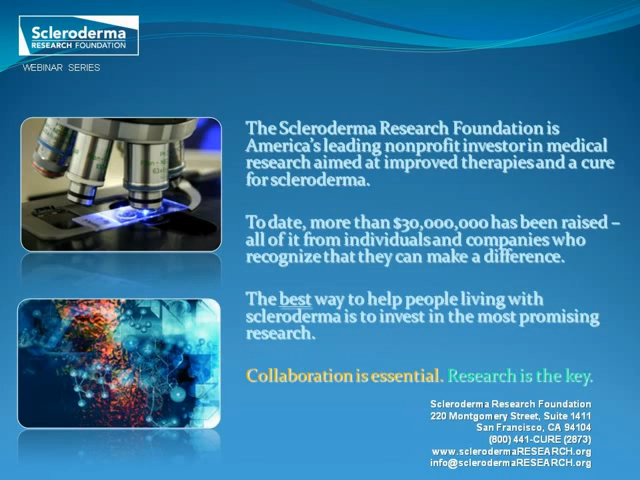 Scleroderma
RESEARCH FOUNDATION
WEBINAR SERIES
The Scleroderma Research Foundation is
America's leading nonprofit investor in medical
research aimed at improved therapies and a cure
for scleroderma.
To date, more than $30,000,000 has been raised –
all of it from individuals and companies who
recognize that they can make a difference.
The best way to help people living with
scleroderma is to invest in the most promising
research.
Collaboration is essential. Research is the key.
Scleroderma Research Foundation
220 Montgomery Street, Suite 1411
San Francisco, CA 94104
(800) 441-CURE (2873)
www.sclerodermaRESEARCH.org
info@sclerodermaRESEARCH.org